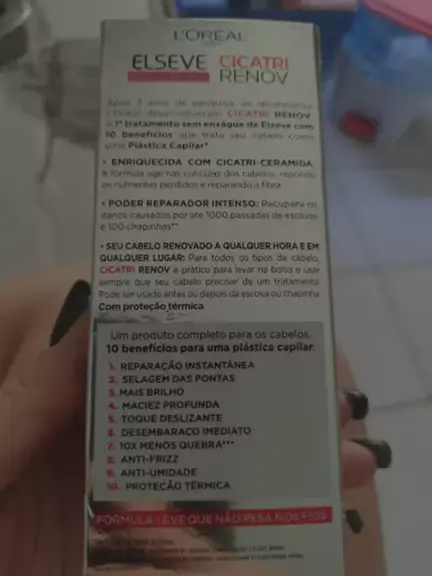 L'ORÉAL
PARIS
ELSEVE CICATRI
RENOV
Após 3 anos de pesquisa, os laboratórios
L'Oréal desenvolveram CICATRI RENOV,
o 1º tratamento sem enxágue de Elseve com
10 benefícios que trata seu cabelo como
uma Plástica Capilar*
• ENRIQUECIDA COM CICATRI-CERAMIDA:
A fórmula age nas cutículas dos cabelos, repondo
os nutrientes perdidos e reparando a fibra.
• PODER REPARADOR INTENSO: Recupera os
danos causados por até 1000 passadas de escovas
e 100 chapinhas**
• SEU CABELO RENOVADO A QUALQUER HORA E EM
QUALQUER LUGAR: Para todos os tipos de cabelo,
CICATRI RENOV é prático para levar na bolsa e usar
sempre que seu cabelo precisar de um tratamento.
Pode ser usado antes ou depois da escova ou chapinha.
Com proteção térmica
Um produto completo para os cabelos.
10 benefícios para uma plástica capilar:
1. REPARAÇÃO INSTANTÂNEA
2. SELAGEM DAS PONTAS
3. MAIS BRILHO
4. MACIEZ PROFUNDA
5. TOQUE DESLIZANTE
6. DESEMBARAÇO IMEDIATO
7. 10X MENOS QUEBRA***
8. ANTI-FRIZZ
9. ANTI-UMIDADE
10. PROTEÇÃO TÉRMICA
FÓRMULA LEVE QUE NÃO PESA NOS FIOS